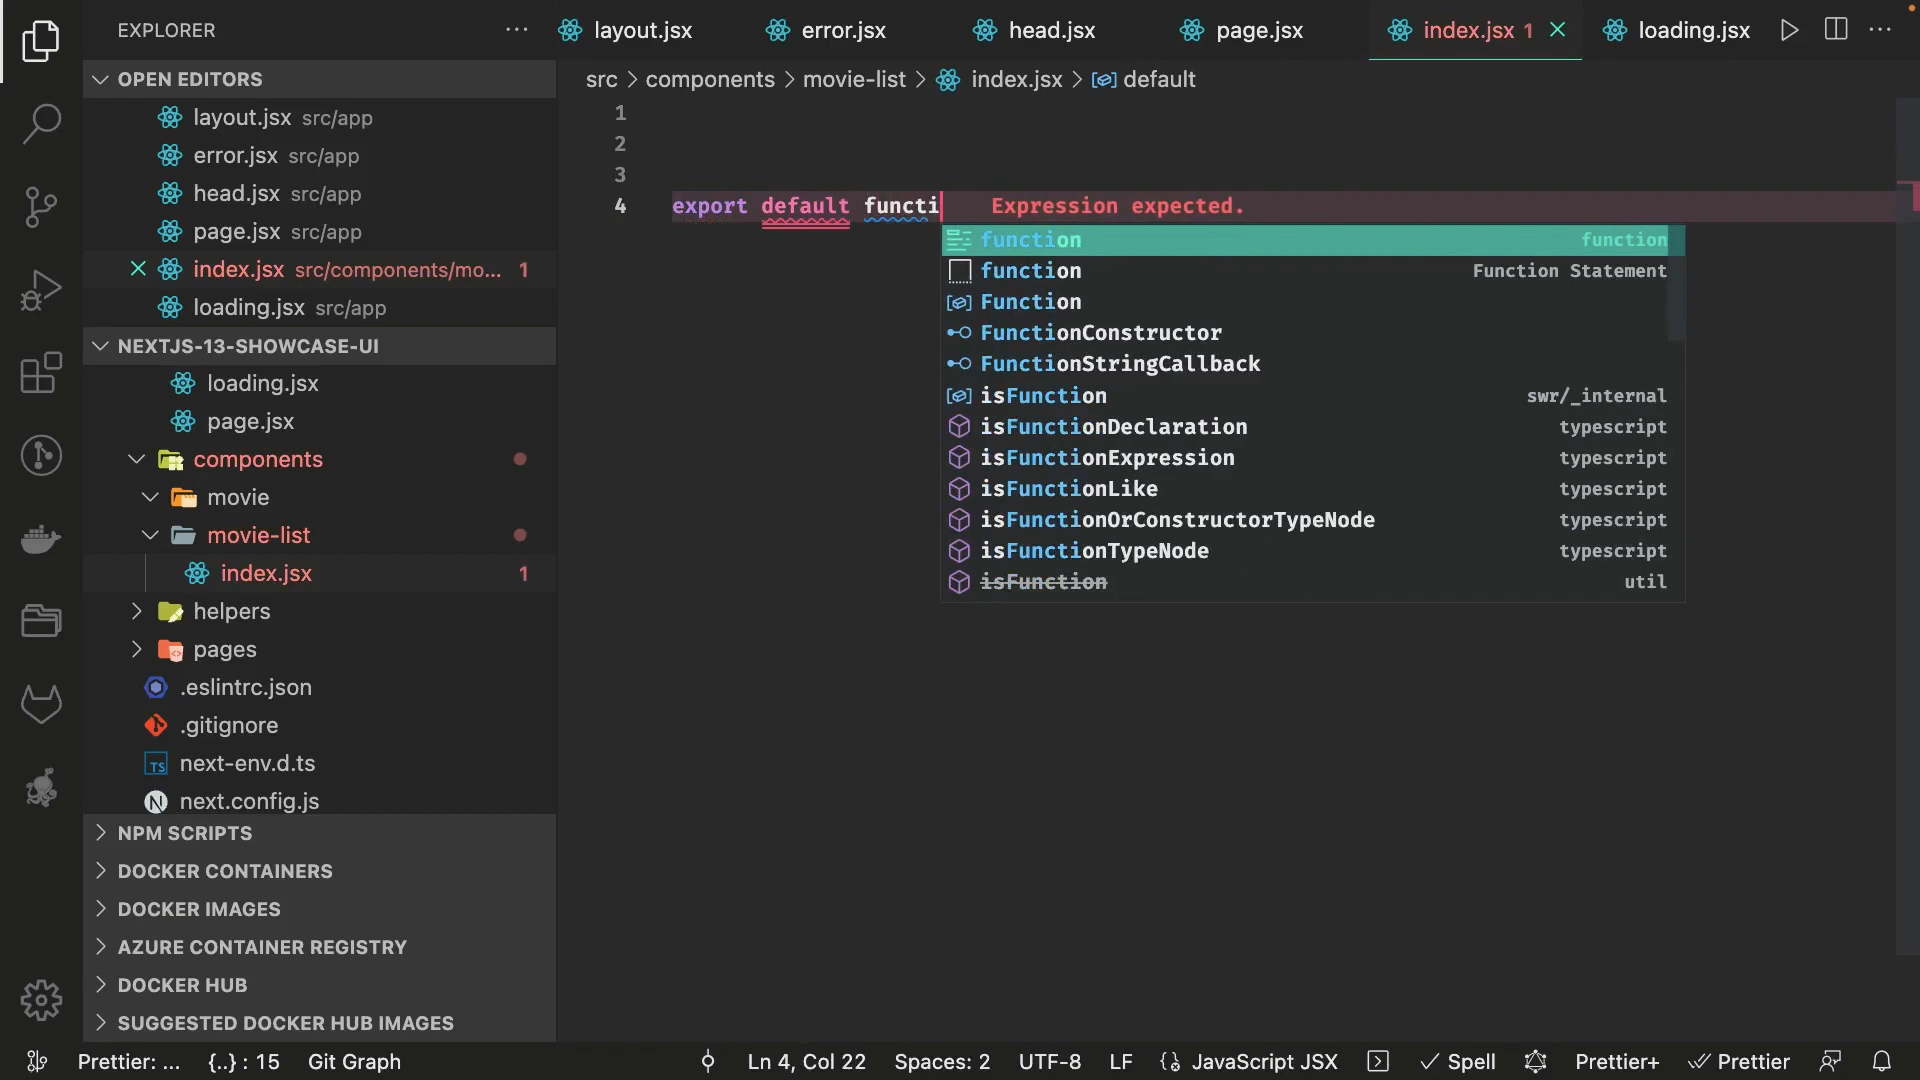 EXPLORER
layout.jsx
error.jsx
head.jsx
page.jsx
index.jsx 1
loading.jsx
OPEN EDITORS
layout.jsx src/app
error.jsx src/app
head.jsx src/app
page.jsx src/app
index.jsx src/components/mo... 1
loading.jsx src/app
NEXTJS-13-SHOWCASE-UI
loading.jsx
page.jsx
components
movie
movie-list
index.jsx 1
helpers
pages
.eslintrc.json
.gitignore
TS next-env.d.ts
N next.config.js
NPM SCRIPTS
DOCKER CONTAINERS
DOCKER IMAGES
AZURE CONTAINER REGISTRY
DOCKER HUB
SUGGESTED DOCKER HUB IMAGES
src > components > movie-list > index.jsx > default
1
2
3
4 export default functi Expression expected.
function function
function Function Statement
Function
FunctionConstructor
FunctionStringCallback
isFunction swr/_internal
isFunctionDeclaration typescript
isFunctionExpression typescript
isFunctionLike typescript
isFunctionOrConstructorTypeNode typescript
isFunctionTypeNode typescript
isFunction util
Prettier: ... {..} : 15 Git Graph Ln 4, Col 22 Spaces: 2 UTF-8 LF JavaScript JSX Spell Prettier+ Prettier